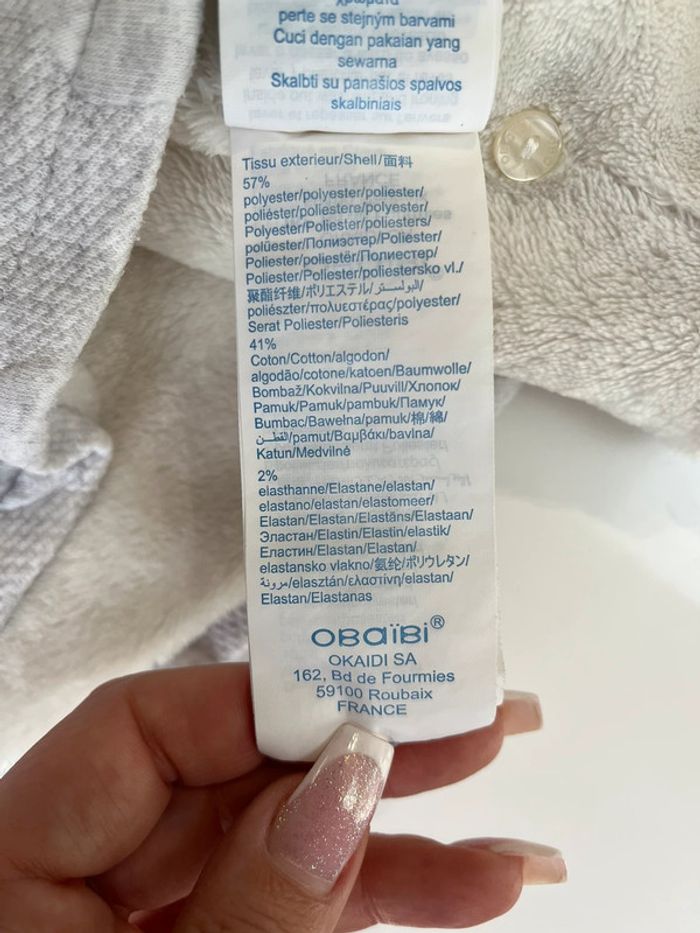 χρώματα
perte se stejným barvami
Cuci dengan pakaian yang
sewarna
Skalbti su panašios spalvos
skalbiniais
Tissu exterieur/Shell/面料
57%
polyester/polyester/poliester/
poliéster/poliestere/polyester/
Polyester/Poliester/poliesters/
polüester/Полиэстер/Poliester/
Poliester/poliestër/Полиестер/
Poliester/Poliester/poliestersko vl./
聚酯纤维/ポリエステル/البوليستر/
poliészter/πολυεστέρας/polyester/
Serat Poliester/Poliesteris
41%
Coton/Cotton/algodon/
algodão/cotone/katoen/Baumwolle/
Bombaž/Kokvilna/Puuvill/Хлопок/
Pamuk/Pamuk/pambuk/Памук/
Bumbac/Bawełna/pamuk/棉/綿/
القطن/pamut/Βαμβάκι/bavlna/
Katun/Medvilnė
2%
elasthanne/Elastane/elastan/
elastano/elastan/elastomeer/
Elastan/Elastan/Elastāns/Elastaan/
Эластан/Elastin/Elastin/elastik/
Еластин/Elastan/Elastan/
elastansko vlakno/氨纶/ポリウレタン/
مرونة/elasztán/ελαστίνη/elastan/
Elastan/Elastanas
OBaïBi®
OKAIDI SA
162, Bd de Fourmies
59100 Roubaix
FRANCE